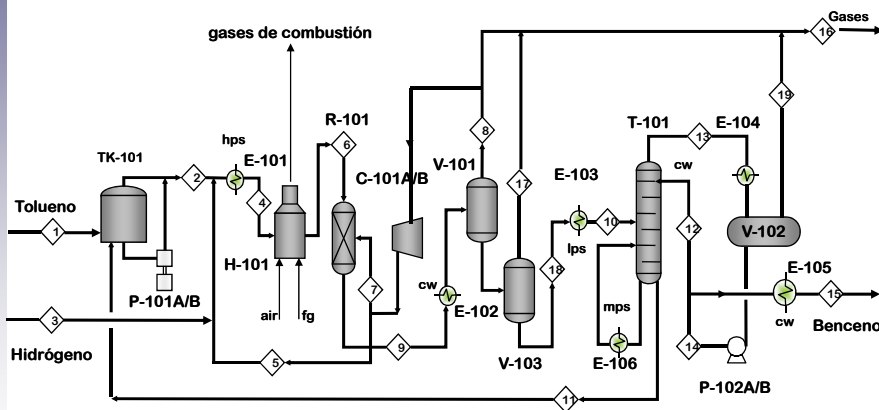 Gases
16
gases de combustión
19
R-101
T-101
E-104
hps
6
8
13
TK-101
2
E-101
C-101A/B
V-101
17
E-103
cw
Tolueno
4
10
12
V-102
1
H-101
lps
18
P-101A/B
7
cw
E-102
E-105
air
fg
mps
15
3
9
cw
Benceno
Hidrógeno
5
V-103
E-106
14
P-102A/B
11